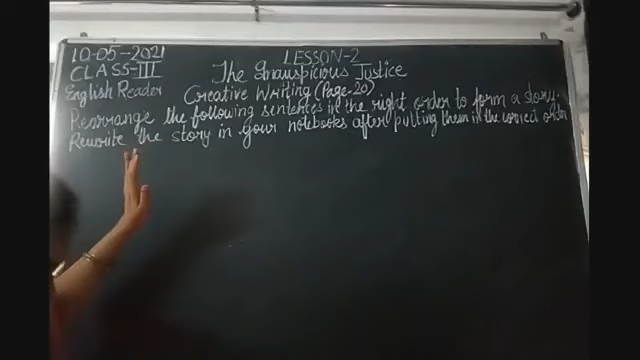 10-05-2021
LESSON-2
CLASS-III
The Inauspicious Justice
English Reader
Creative Writing (Page-20)
Rearrange the following sentences in the right order to form a story.
Rewrite the story in your notebooks after putting them in the correct order